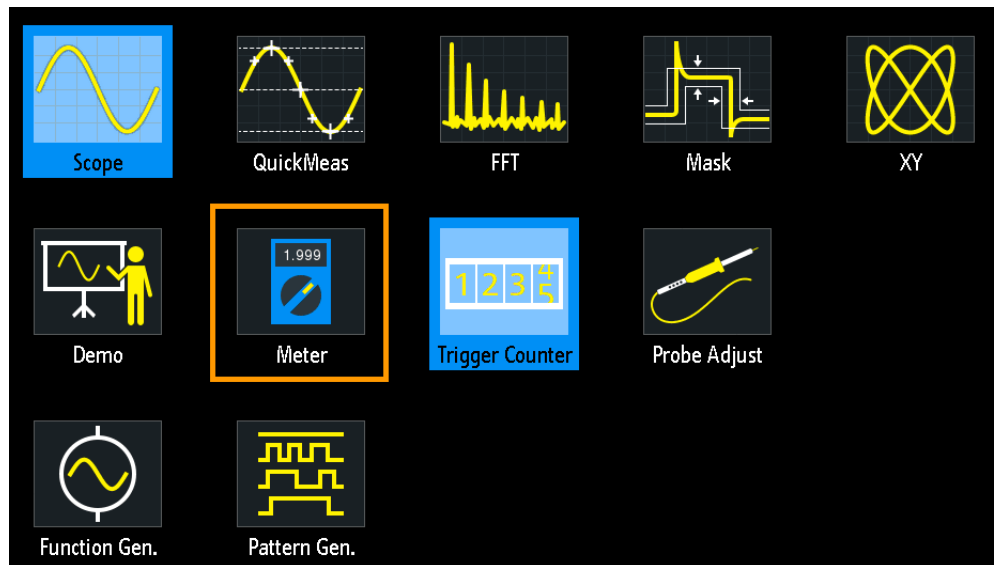 Scope
QuickMeas
FFT
Mask
XY
1.999
Demo
Meter
1 2 3 4
5
Trigger Counter
Probe Adjust
Function Gen.
Pattern Gen.